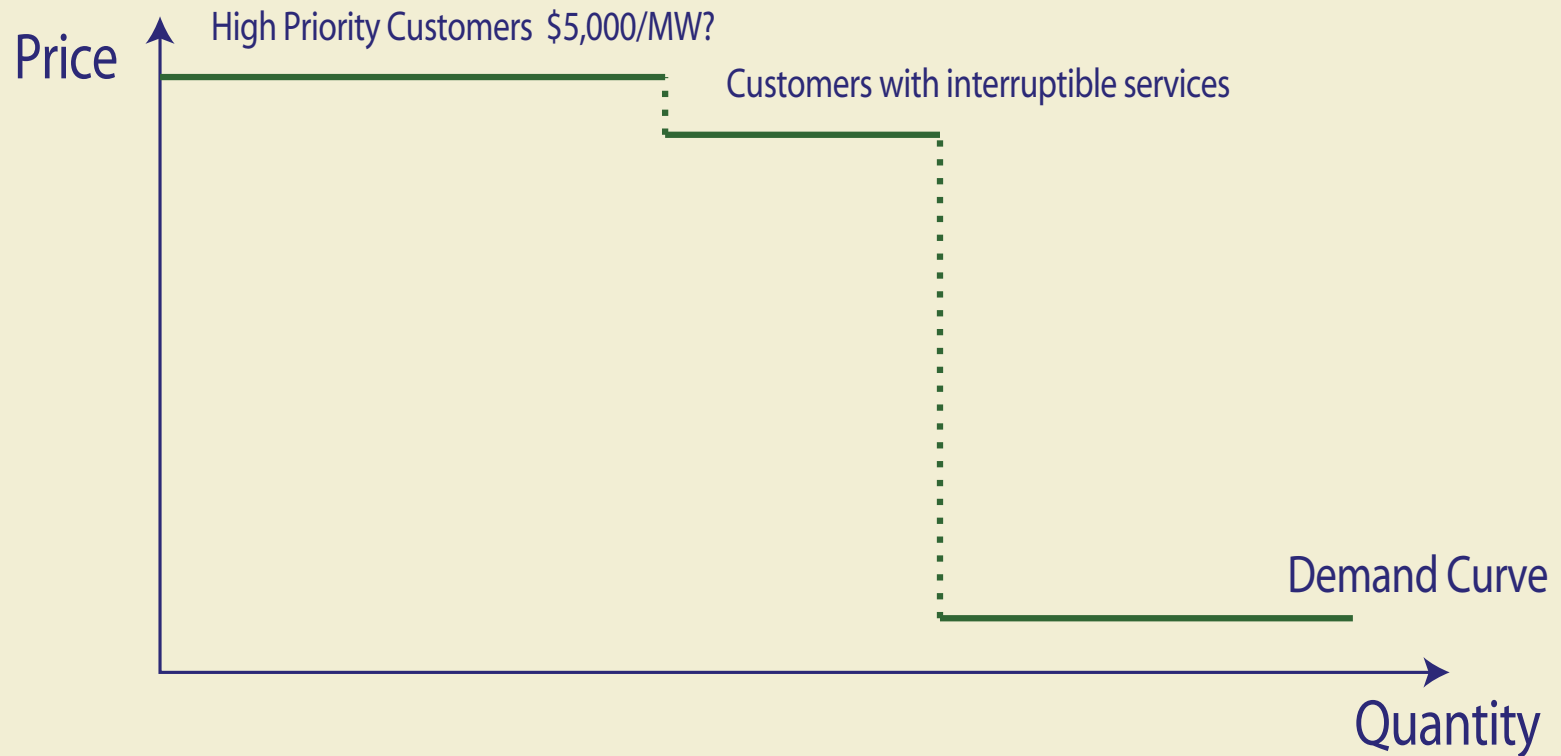 High Priority Customers $5,000/MW?
Price
Customers with interruptible services
Demand Curve
Quantity